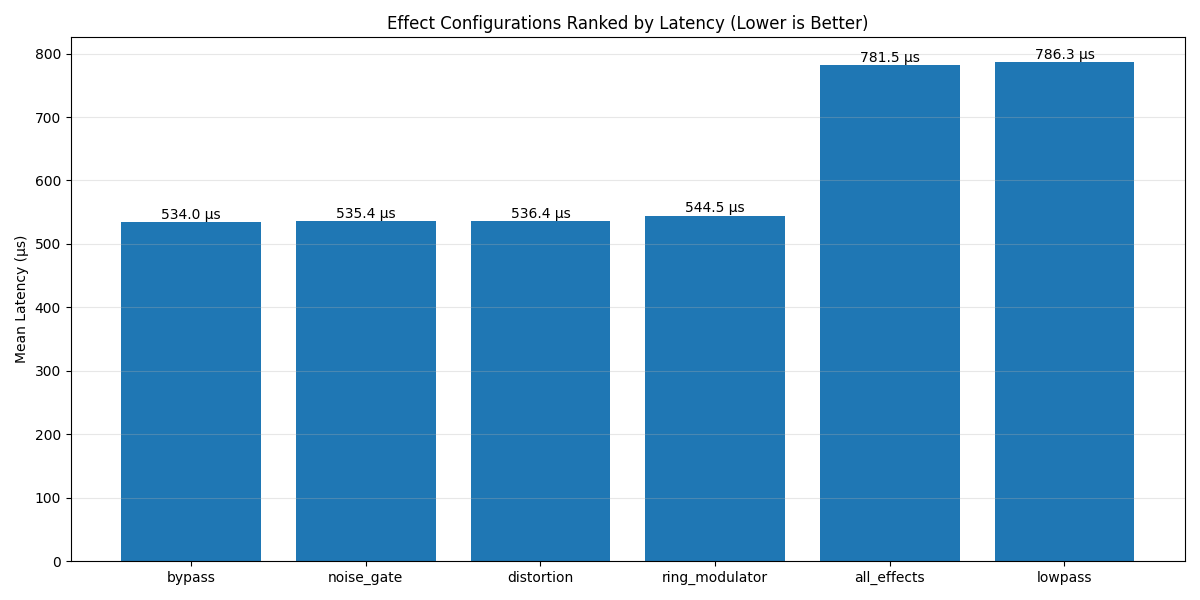 Effect Configurations Ranked by Latency (Lower is Better)
Mean Latency (µs)
800
700
600
500
400
300
200
100
0
534.0 µs
535.4 µs
536.4 µs
544.5 µs
781.5 µs
786.3 µs
bypass
noise_gate
distortion
ring_modulator
all_effects
lowpass